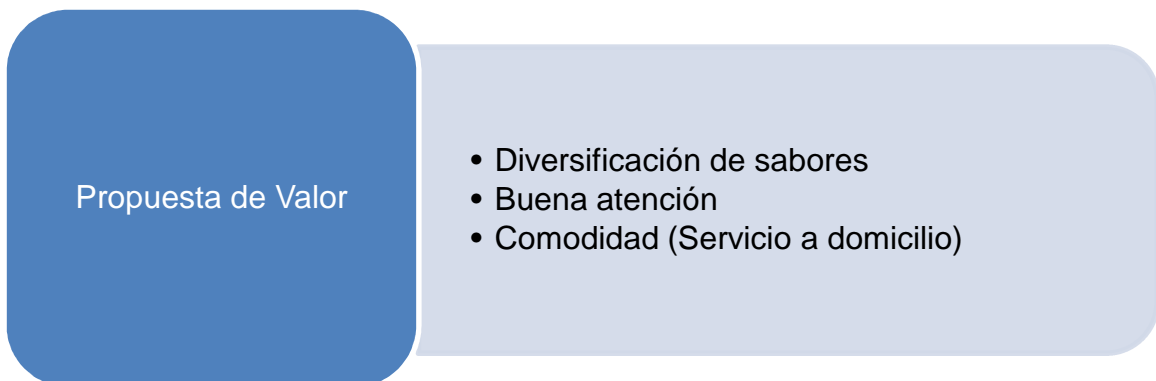 Propuesta de Valor
• Diversificación de sabores
• Buena atención
• Comodidad (Servicio a domicilio)